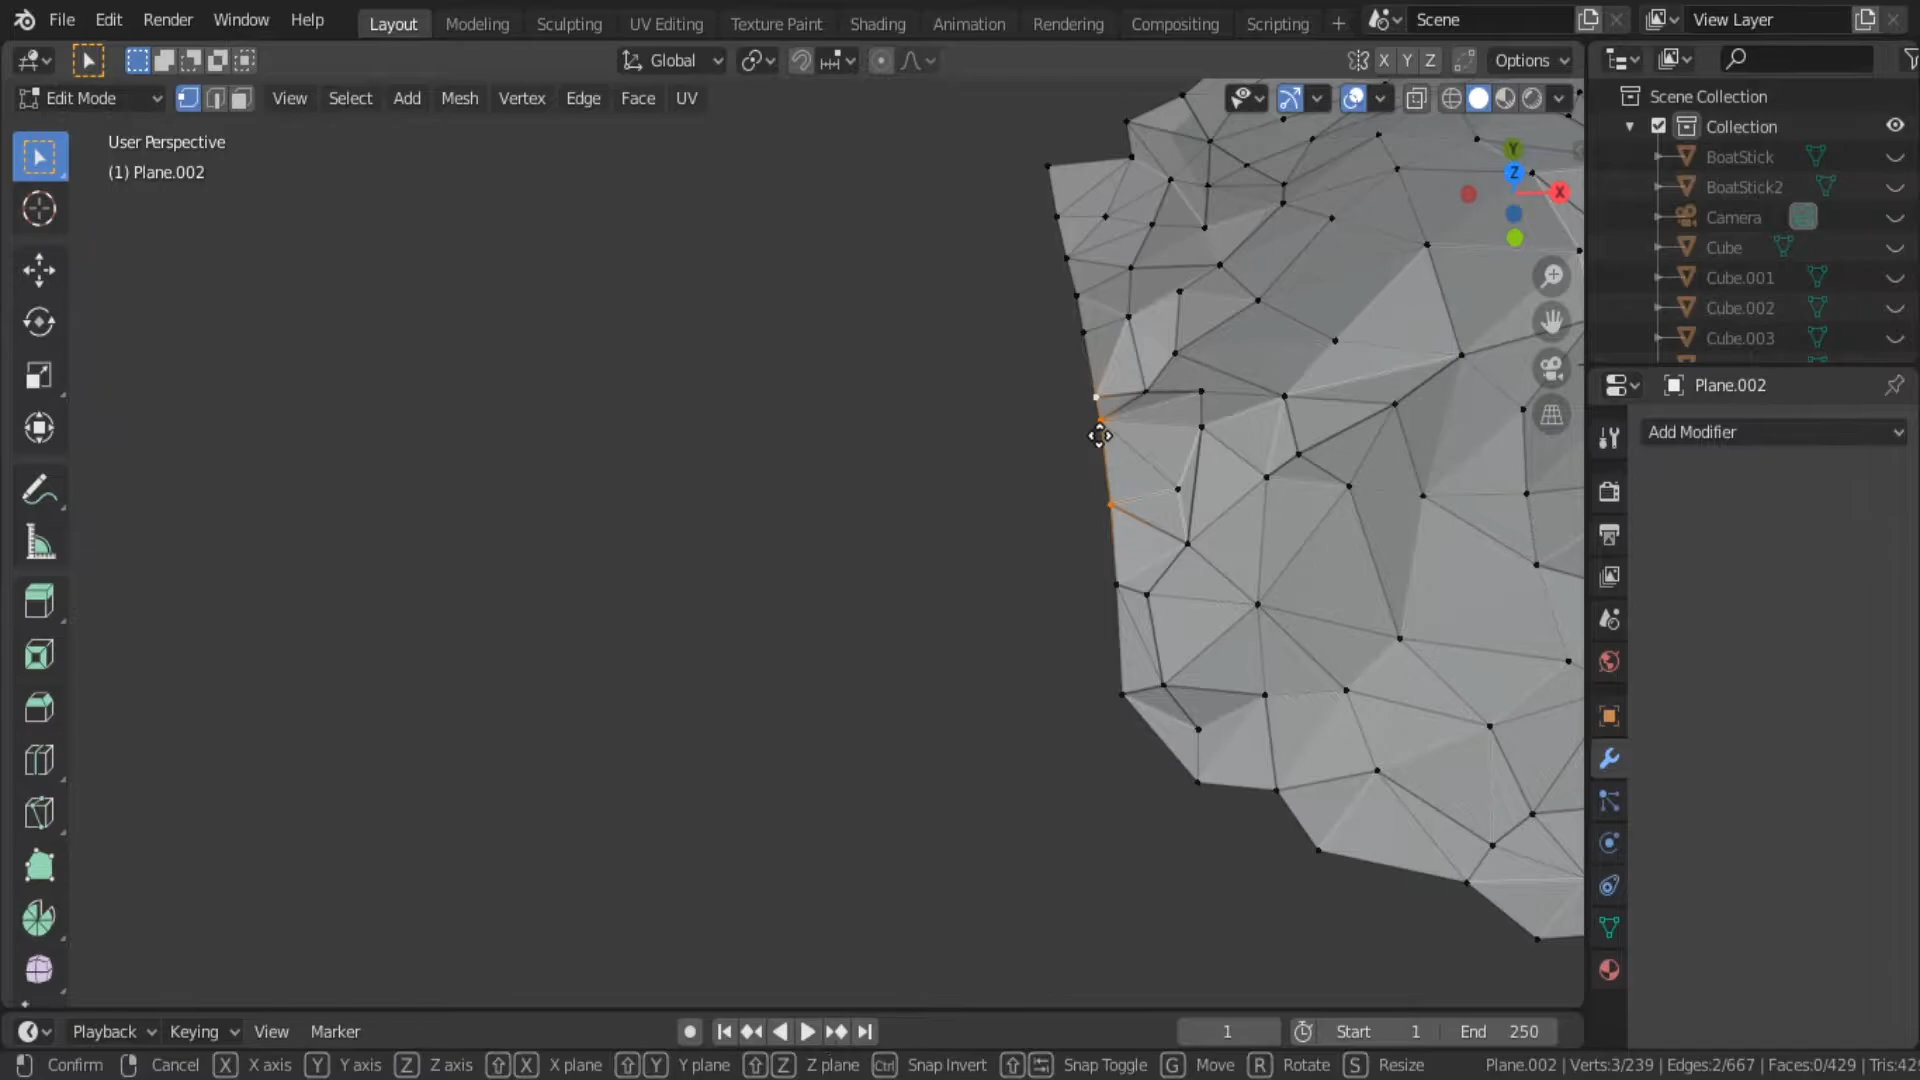 File Edit Render Window Help Layout Modeling Sculpting UV Editing Texture Paint Shading Animation Rendering Compositing Scripting + Scene View Layer
Global X Y Z Options
Edit Mode View Select Add Mesh Vertex Edge Face UV
Scene Collection
Collection
BoatStick
BoatStick2
Camera
Cube
Cube.001
Cube.002
Cube.003
User Perspective
(1) Plane.002
Y
Z
X
Plane.002
Add Modifier
Playback Keying View Marker 1 Start 1 End 250
Confirm Cancel X X axis Y Y axis Z Z axis X X plane Y Y plane Z Z plane Ctrl Snap Invert Snap Toggle G Move R Rotate S Resize Plane.002 | Verts:3/239 | Edges:2/667 | Faces:0/429 | Tris:42